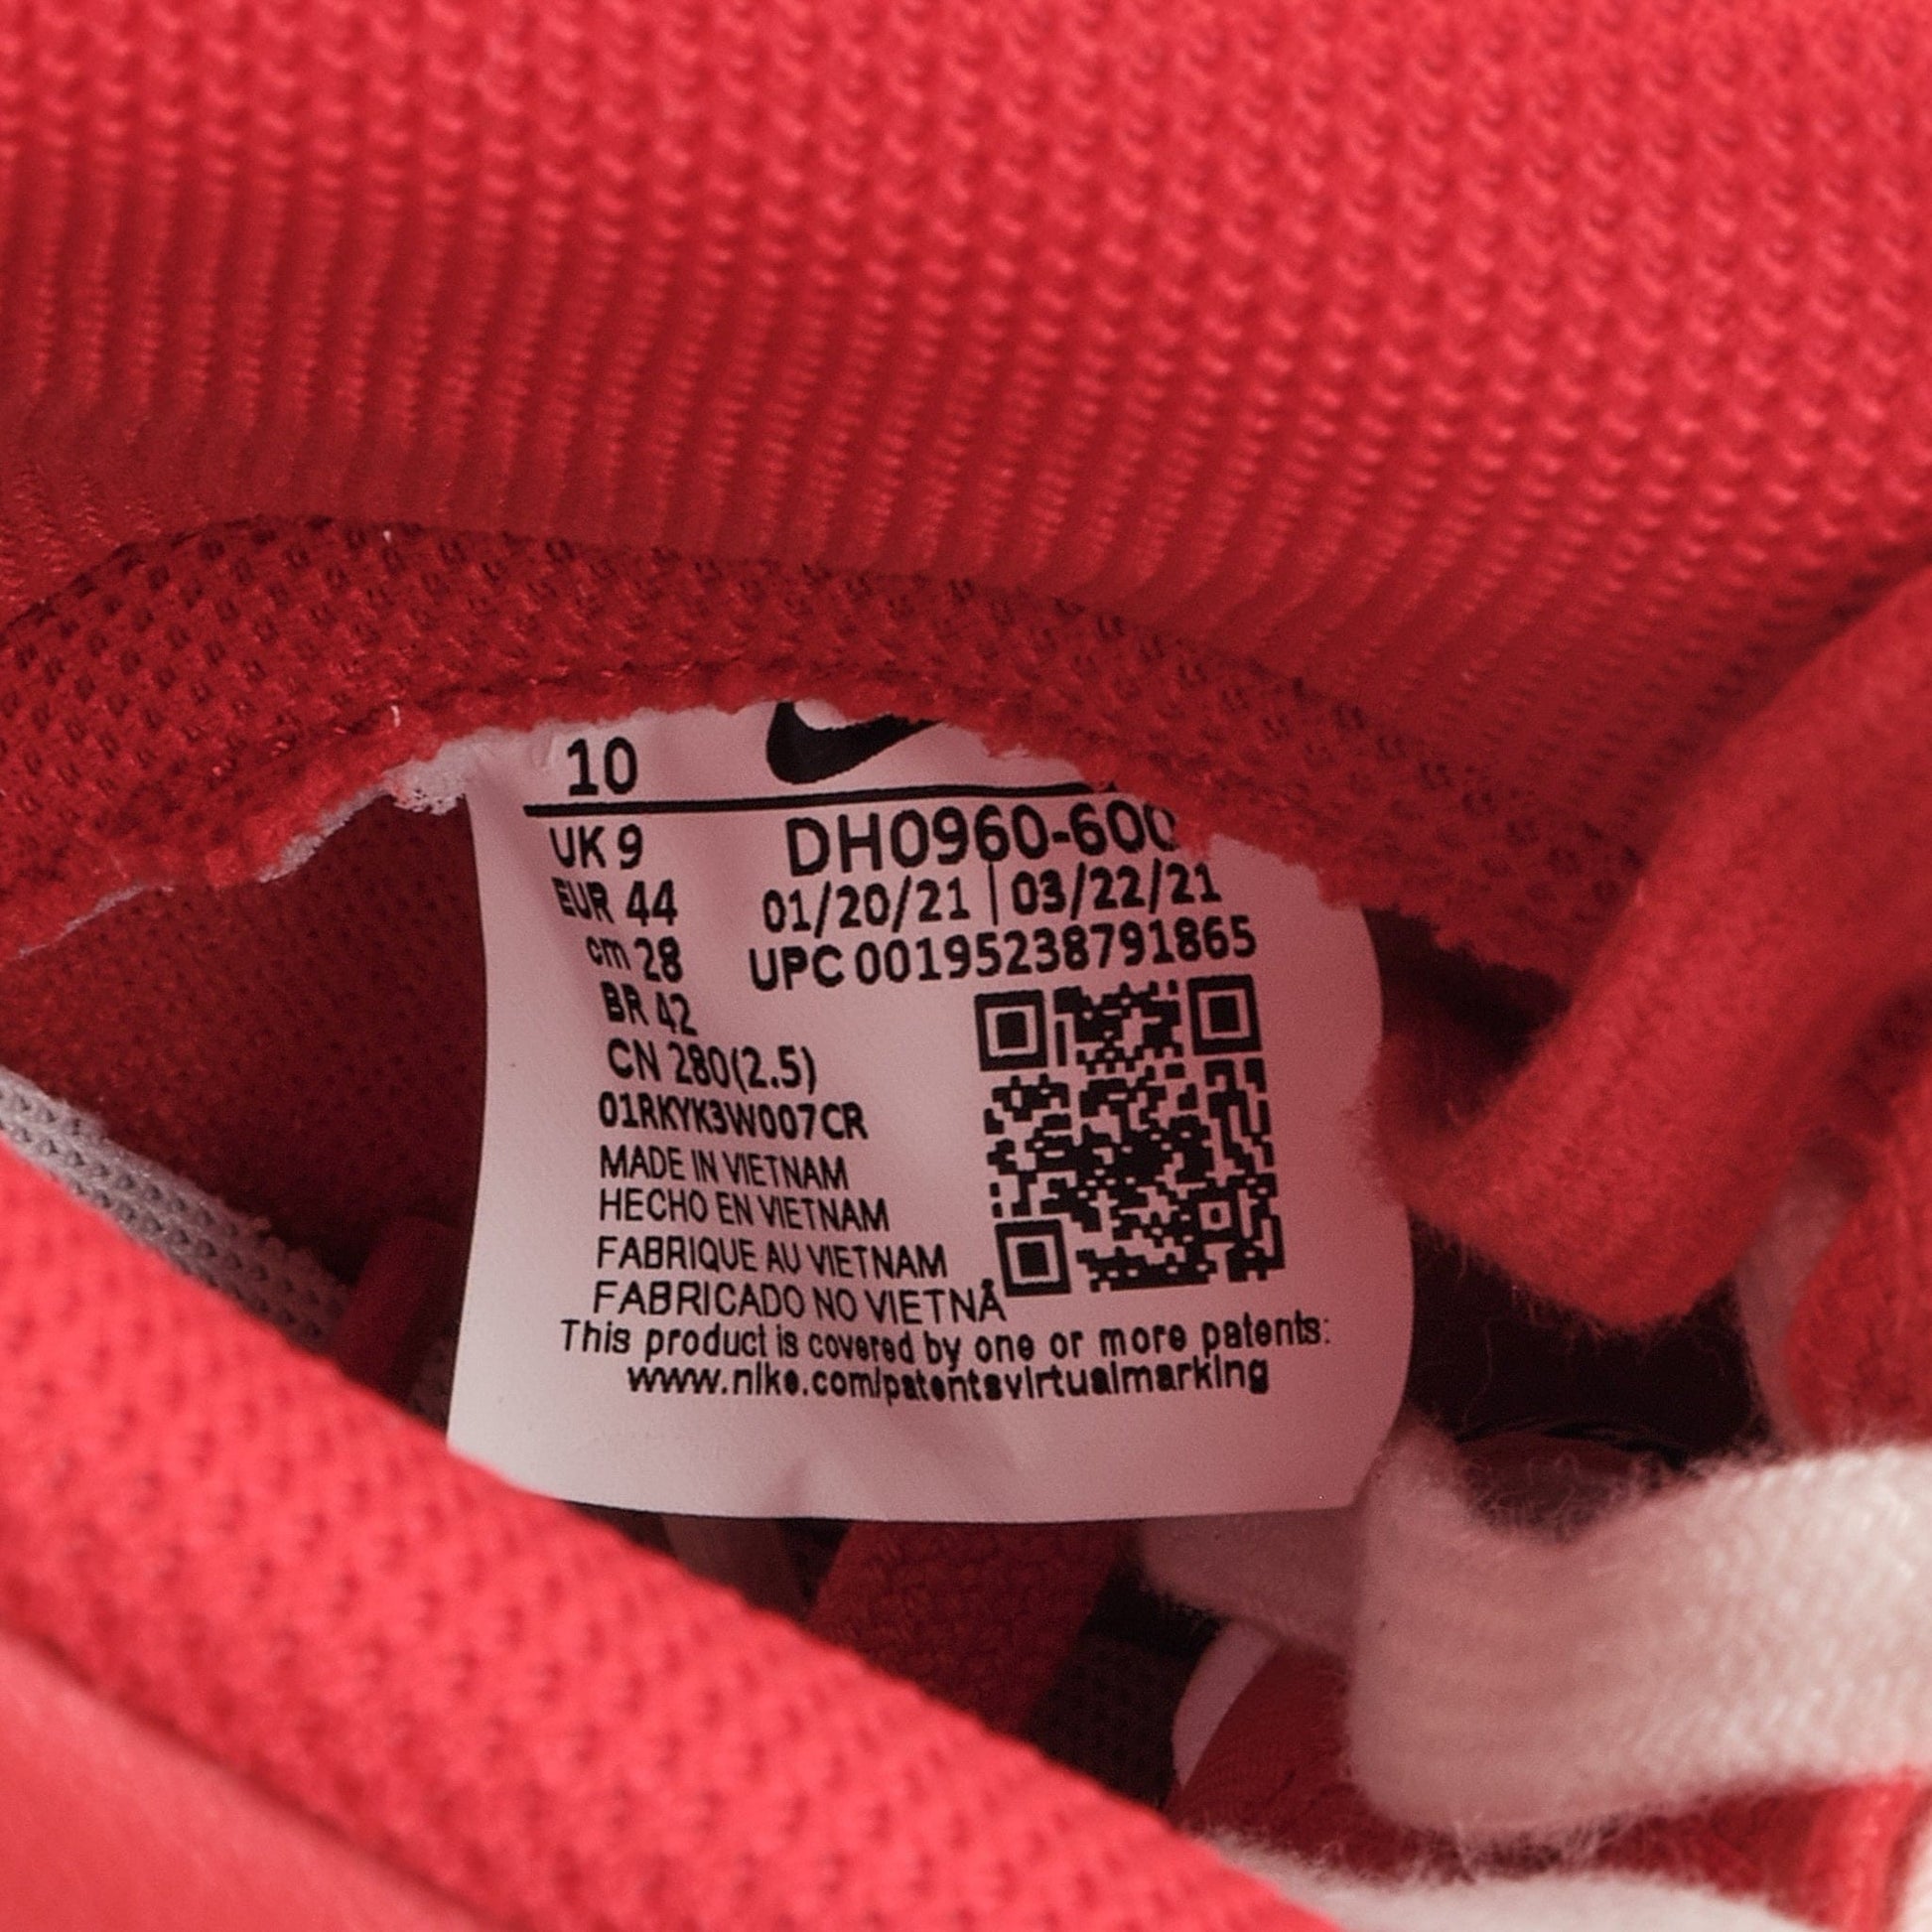 10
UK 9 DH0960-600
EUR 44 01/20/21 | 03/22/21
cm 28 UPC 001952387​91865
BR 42
CN 280(2.5)
01RKYK3W007CR
MADE IN VIETNAM
HECHO EN VIETNAM
FABRIQUE AU VIETNAM
FABRICADO NO VIETNÃ
This product is covered by one or more patents:
www.nike.com/patentsvirtualmarking